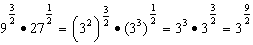 9^{3/2} • 27^{1/2} = (3^2)^{3/2} • (3^3)^{1/2} = 3^3 • 3^{3/2} = 3^{9/2}